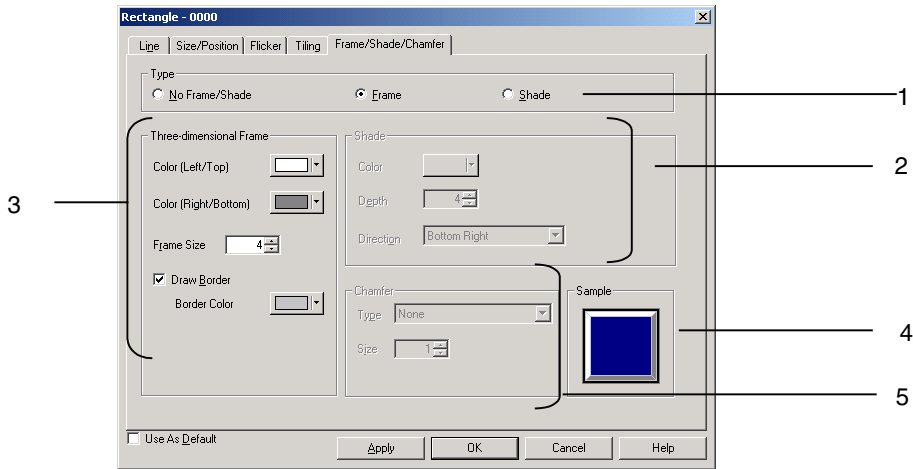 Rectangle - 0000
Line Size/Position Flicker Tiling Frame/Shade/Chamfer
Type
No Frame/Shade Frame Shade
1
Three-dimensional Frame
Color (Left/Top)
Color (Right/Bottom)
Frame Size 4
Draw Border
Border Color
3
Shade
Color
Depth 4
Direction Bottom Right
2
Chamfer
Type None
Size 1
5
Sample
4
Use As Default
Apply OK Cancel Help